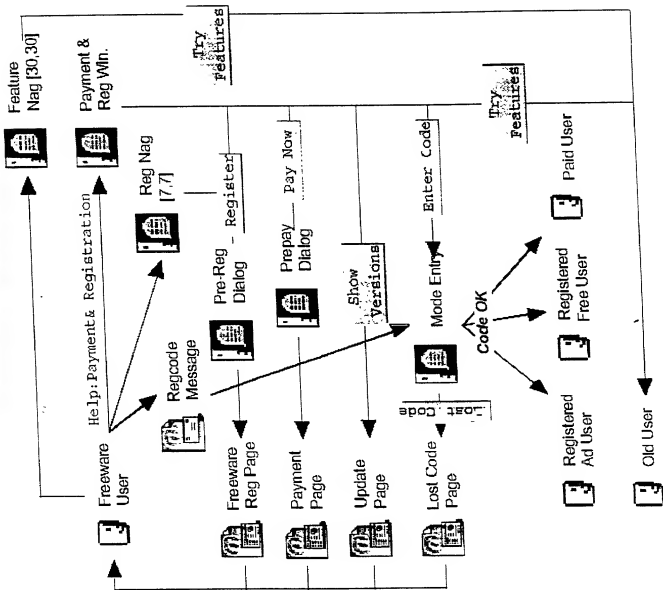 Feature
Nag [30,30]
Try
Features
Payment &
Reg Win.
Help:Payment& Registration
Freeware
User
Reg Nag
[7,7]
Regcode
Message
Register
Pre-Reg
Dialog
Freeware
Reg Page
Pay Now
Prepay
Dialog
Payment
Page
Show
Versions
Update
Page
Enter Code
Mode Entry
Lost Code
Lost Code
Page
Try
Features
Code OK
Paid User
Registered
Free User
Registered
Ad User
Old User